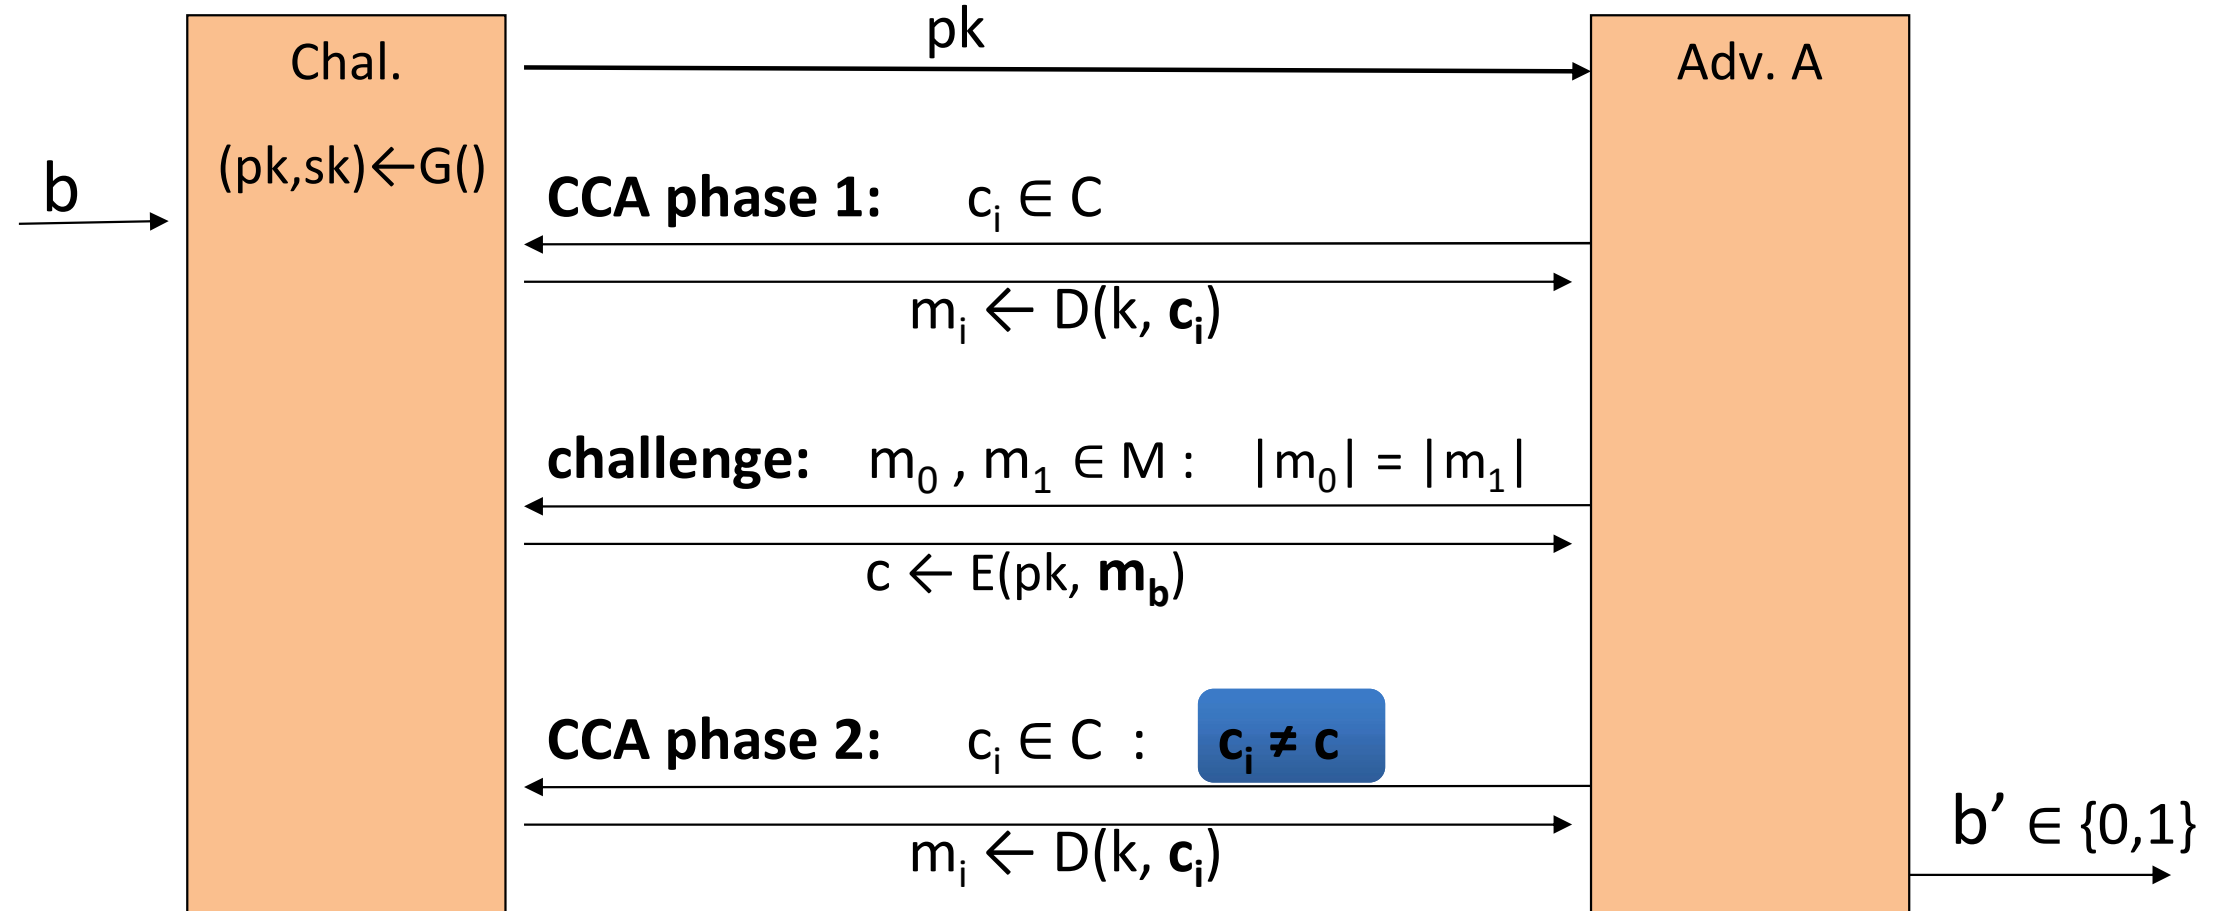 pk
Chal.
Adv. A
(pk,sk)←G()
b
CCA phase 1: cᵢ ∈ C
mᵢ ← D(k, cᵢ)
challenge: m₀ , m₁ ∈ M : |m₀| = |m₁|
c ← E(pk, m_b)
CCA phase 2: cᵢ ∈ C : cᵢ ≠ c
mᵢ ← D(k, cᵢ)
b’ ∈ {0,1}